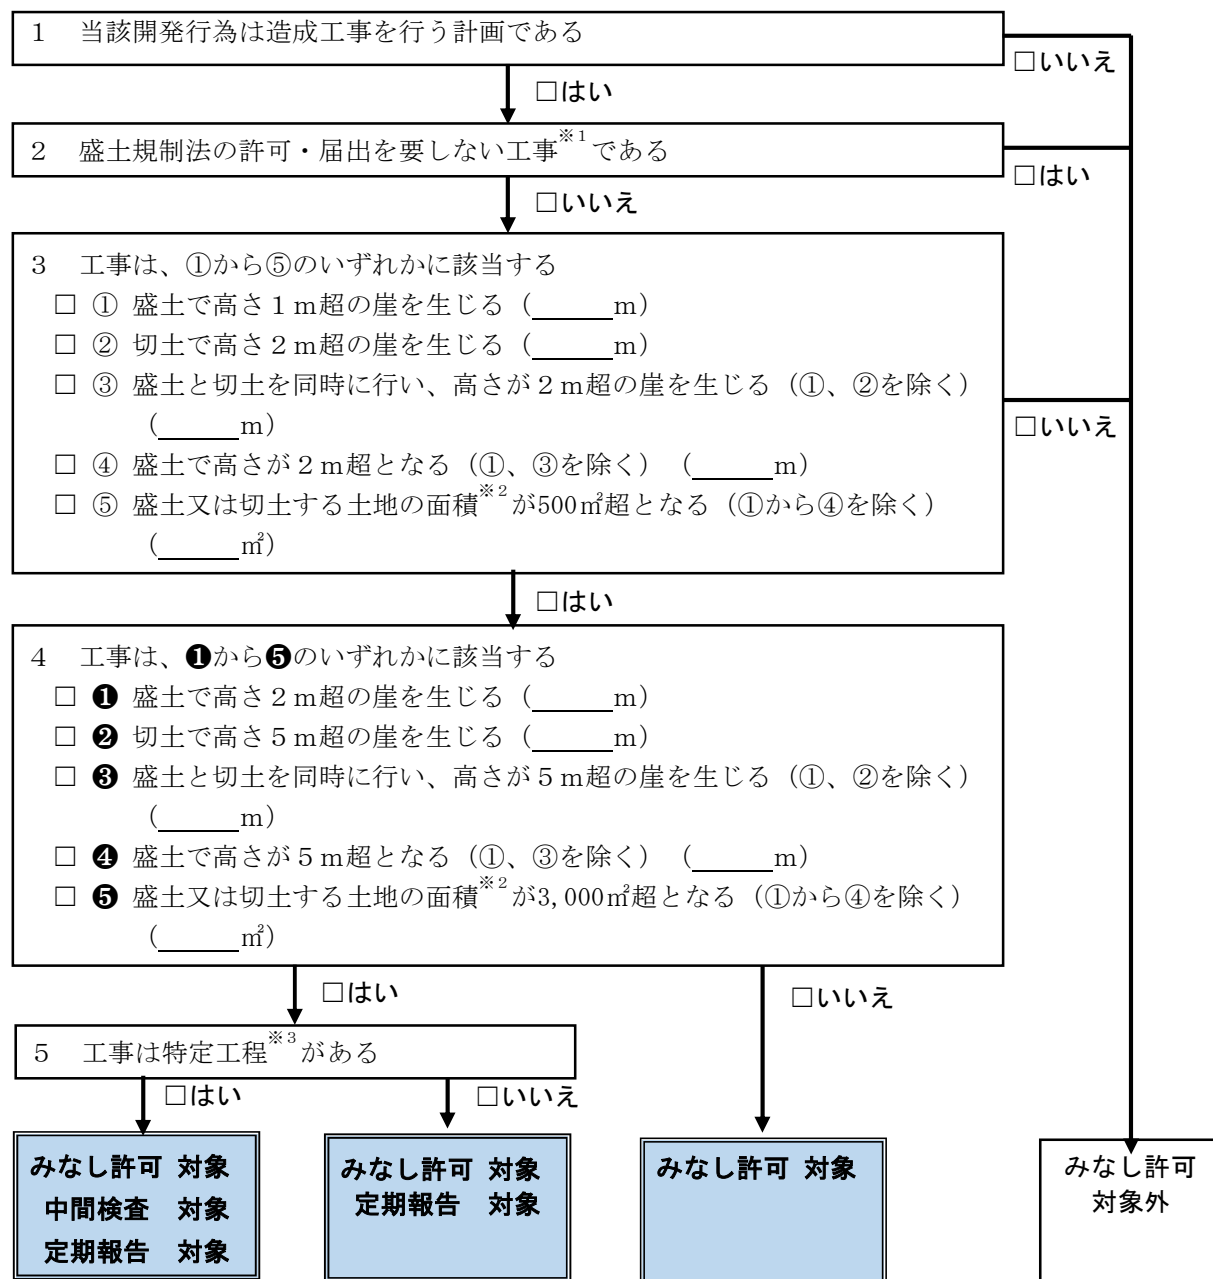 １　当該開発行為は造成工事を行う計画である
□いいえ
□はい
２　盛土規制法の許可・届出を要しない工事※１である
□はい
□いいえ
３　工事は、①から⑤のいずれかに該当する
□ ① 盛土で高さ１ｍ超の崖を生じる（＿＿＿ｍ）
□ ② 切土で高さ２ｍ超の崖を生じる（＿＿＿ｍ）
□ ③ 盛土と切土を同時に行い、高さが２ｍ超の崖を生じる（①、②を除く）
（＿＿＿ｍ）
□いいえ
□ ④ 盛土で高さが２ｍ超となる（①、③を除く）（＿＿＿ｍ）
□ ⑤ 盛土又は切土する土地の面積※２が500㎡超となる（①から④を除く）
（＿＿＿㎡）
□はい
４　工事は、❶から❺のいずれかに該当する
□ ❶ 盛土で高さ２ｍ超の崖を生じる（＿＿＿ｍ）
□ ❷ 切土で高さ５ｍ超の崖を生じる（＿＿＿ｍ）
□ ❸ 盛土と切土を同時に行い、高さが５ｍ超の崖を生じる（①、②を除く）
（＿＿＿ｍ）
□ ❹ 盛土で高さが５ｍ超となる（①、③を除く）（＿＿＿ｍ）
□ ❺ 盛土又は切土する土地の面積※２が3,000㎡超となる（①から④を除く）
（＿＿＿㎡）
□はい
□いいえ
５　工事は特定工程※３がある
□はい
□いいえ
みなし許可 対象
中間検査　対象
定期報告　対象
みなし許可 対象
定期報告　対象
みなし許可 対象
みなし許可
対象外